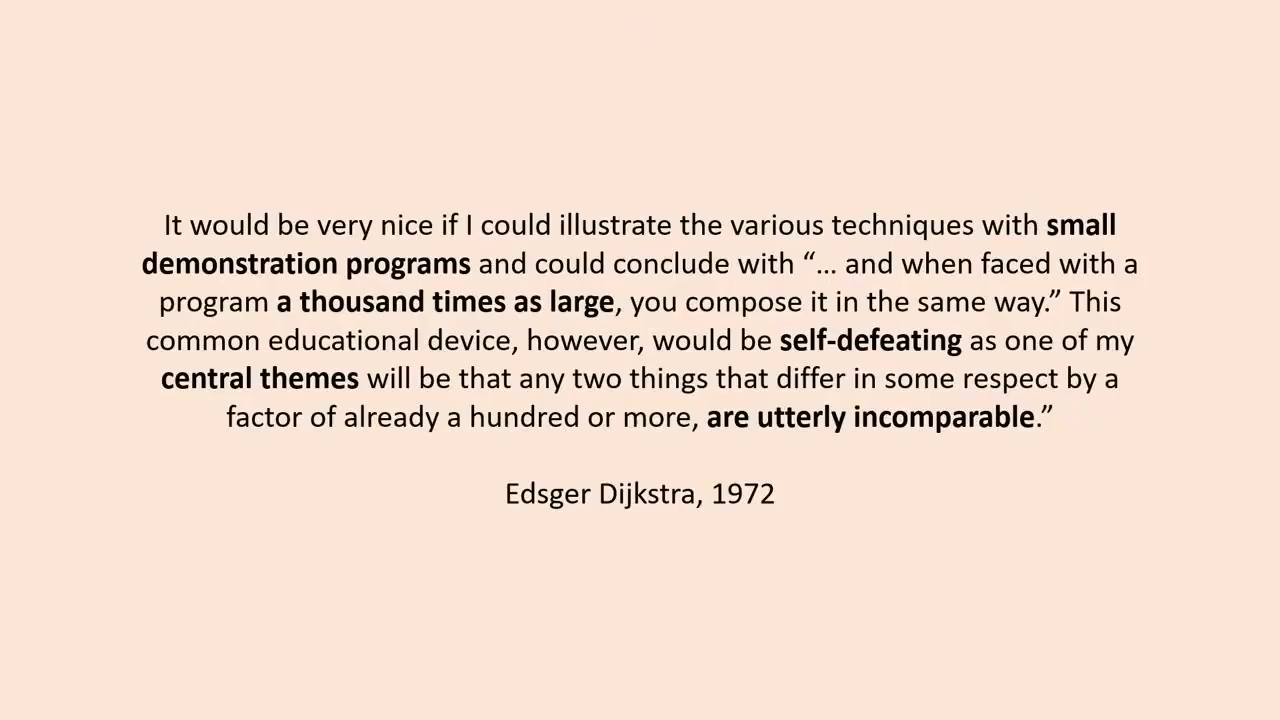 It would be very nice if I could illustrate the various techniques with small
demonstration programs and could conclude with “... and when faced with a
program a thousand times as large, you compose it in the same way.” This
common educational device, however, would be self-defeating as one of my
central themes will be that any two things that differ in some respect by a
factor of already a hundred or more, are utterly incomparable.”
Edsger Dijkstra, 1972